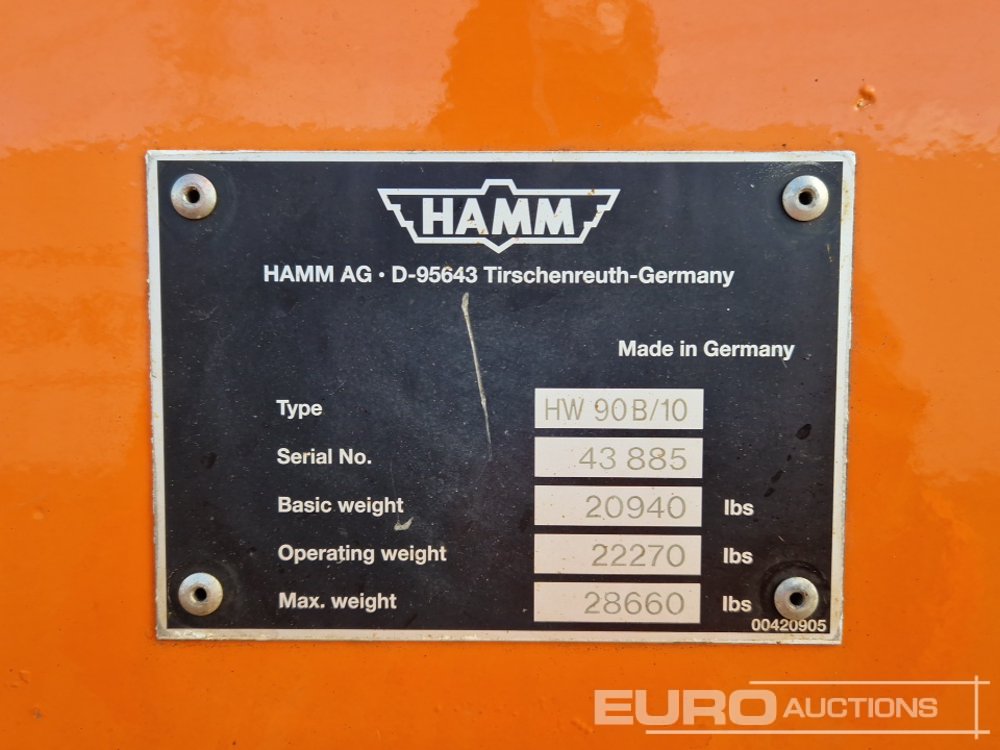 HAMM
HAMM AG · D-95643 Tirschenreuth-Germany
Made in Germany
Type HW 90B/10
Serial No. 43 885
Basic weight 20940 lbs
Operating weight 22270 lbs
Max. weight 28660 lbs
00420905
EURO AUCTIONS